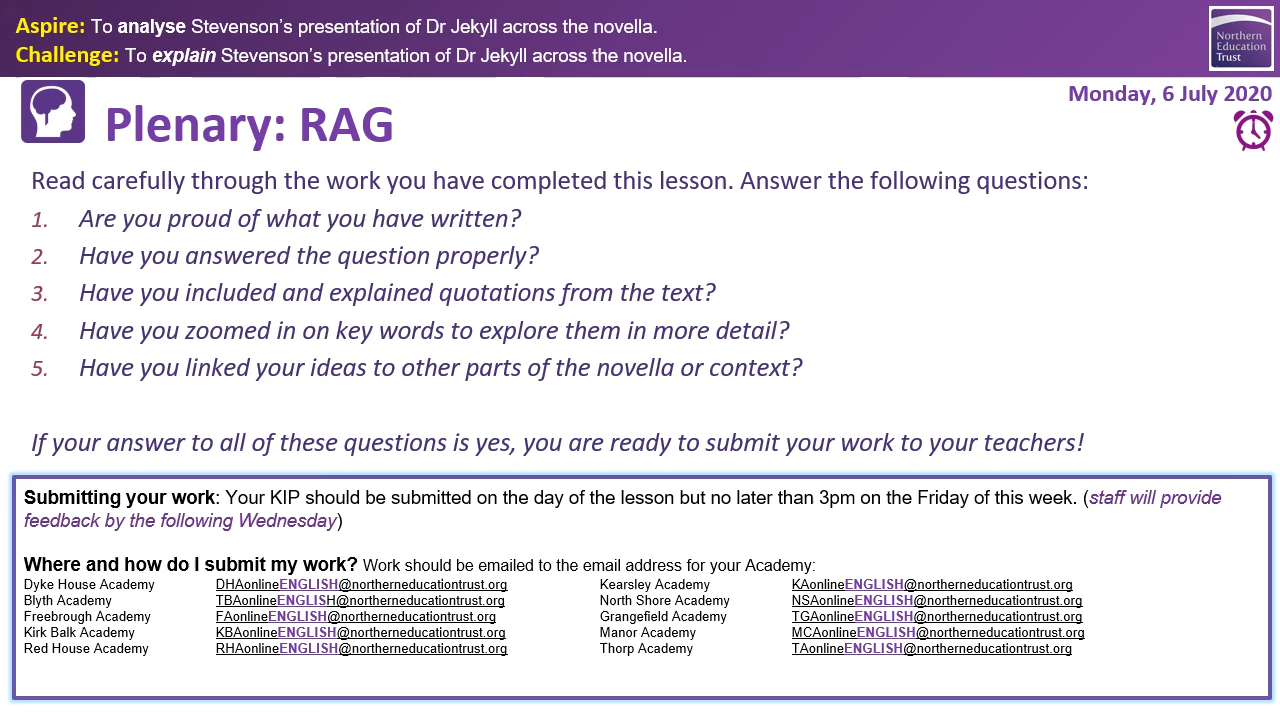 Aspire: To analyse Stevenson's presentation of Dr Jekyll across the novella.
Challenge: To explain Stevenson's presentation of Dr Jekyll across the novella.
Northern
Education
Trust
Monday, 6 July 2020
Plenary: RAG
Read carefully through the work you have completed this lesson. Answer the following questions:
1. Are you proud of what you have written?
2. Have you answered the question properly?
3. Have you included and explained quotations from the text?
4. Have you zoomed in on key words to explore them in more detail?
5. Have you linked your ideas to other parts of the novella or context?
If your answer to all of these questions is yes, you are ready to submit your work to your teachers!
Submitting your work: Your KIP should be submitted on the day of the lesson but no later than 3pm on the Friday of this week. (staff will provide
feedback by the following Wednesday)
Where and how do I submit my work? Work should be emailed to the email address for your Academy:
Dyke House Academy DHAonlineENGLISH@northerneducationtrust.org Kearsley Academy KAonlineENGLISH@northerneducationtrust.org
Blyth Academy TBAonlineENGLISH@northerneducationtrust.org North Shore Academy NSAonlineENGLISH@northerneducationtrust.org
Freebrough Academy FAonlineENGLISH@northerneducationtrust.org Grangefield Academy TGAonlineENGLISH@northerneducationtrust.org
Kirk Balk Academy KBAonlineENGLISH@northerneducationtrust.org Manor Academy MCAonlineENGLISH@northerneducationtrust.org
Red House Academy RHAonlineENGLISH@northerneducationtrust.org Thorp Academy TAonlineENGLISH@northerneducationtrust.org